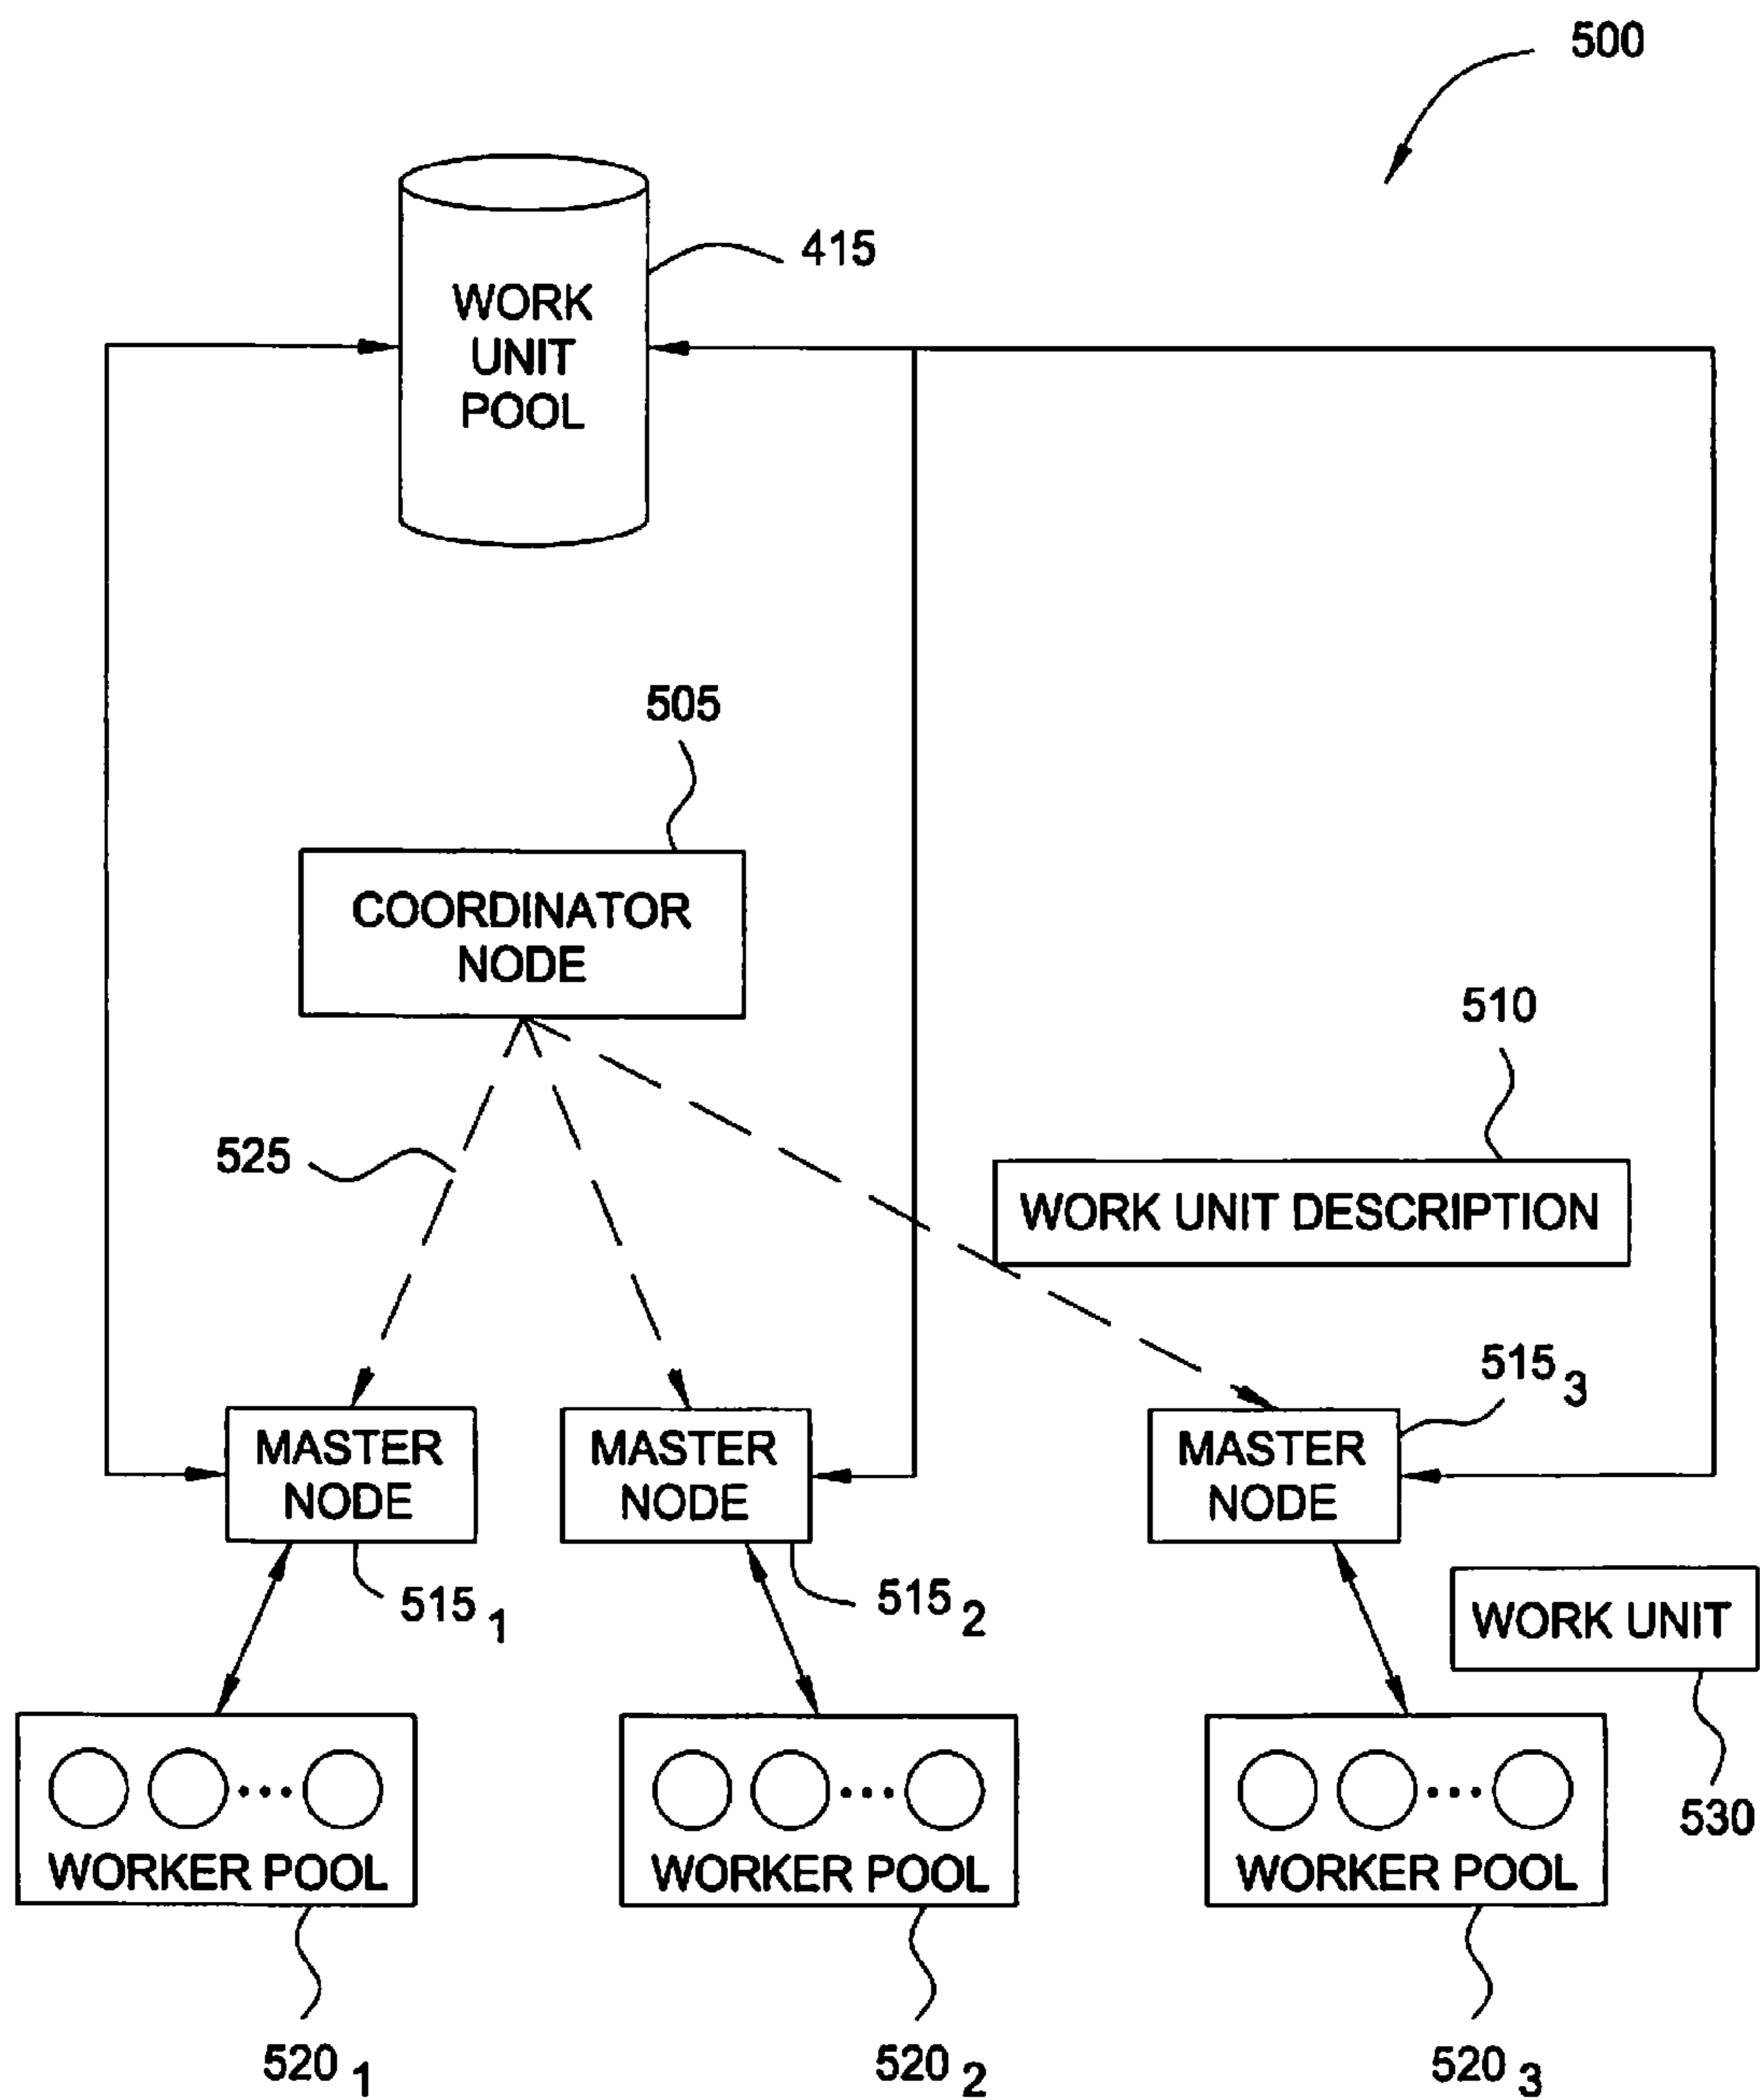 500
415
WORK
UNIT
POOL
505
COORDINATOR
NODE
510
525
WORK UNIT DESCRIPTION
515 3
MASTER
NODE
MASTER
NODE
MASTER
NODE
515 1
515 2
WORK UNIT
530
WORKER POOL
WORKER POOL
WORKER POOL
520 1
520 2
520 3